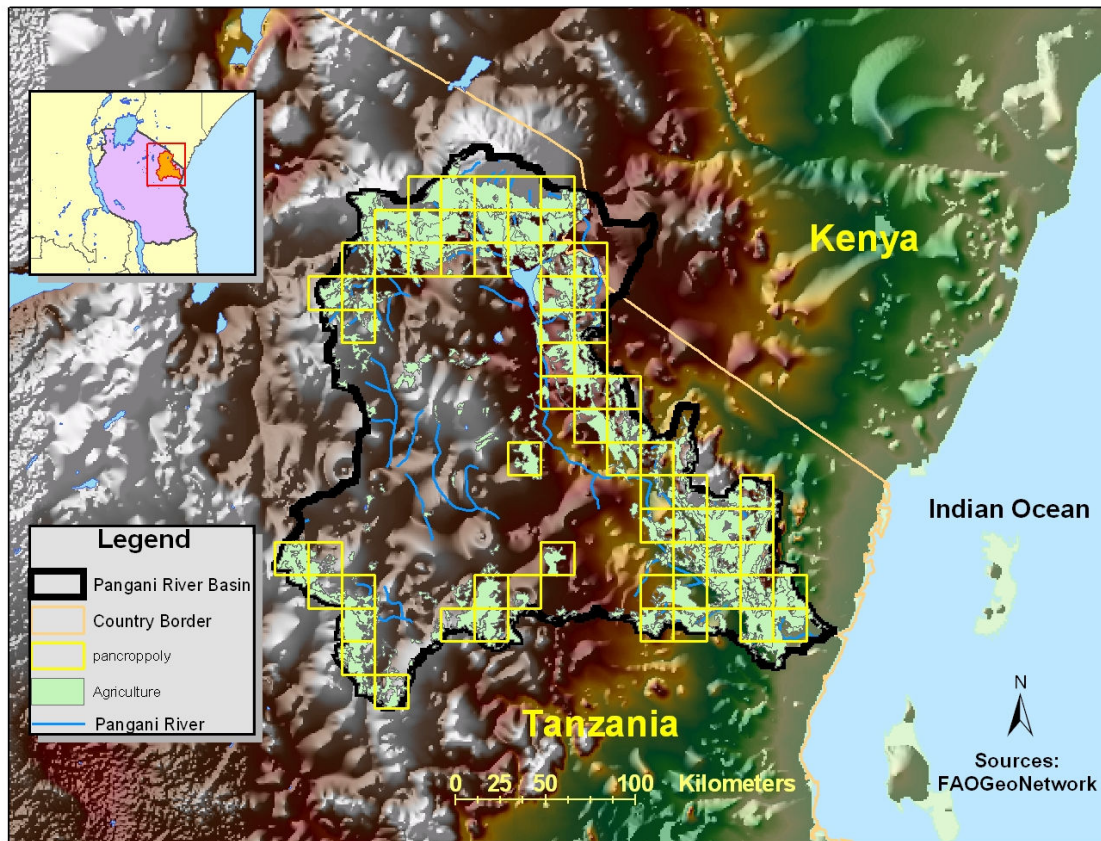 Kenya
Indian Ocean
Legend
Pangani River Basin
Country Border
pancroppoly
Agriculture
Pangani River
Tanzania
0 25 50 100 Kilometers
N
Sources:
FAOGeoNetwork